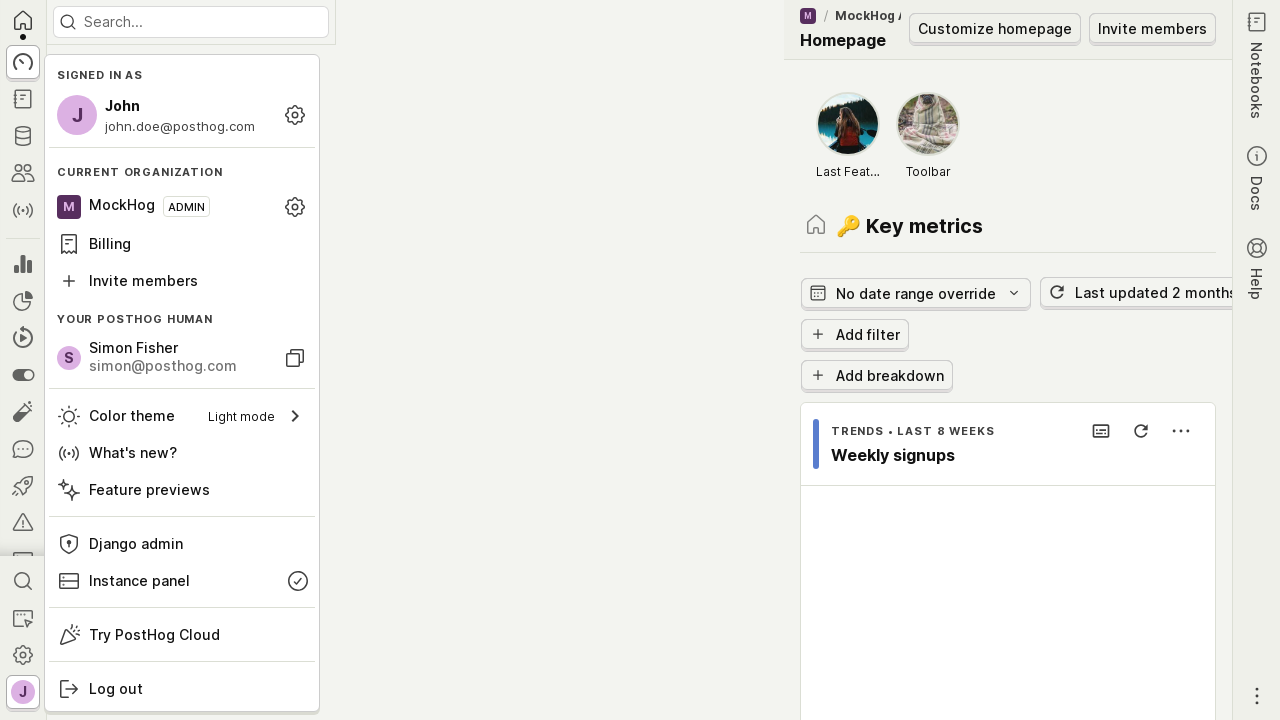 Search...
SIGNED IN AS
J
John
john.doe@posthog.com
CURRENT ORGANIZATION
M
MockHog
ADMIN
Billing
Invite members
YOUR POSTHOG HUMAN
S
Simon Fisher
simon@posthog.com
Color theme
Light mode
What's new?
Feature previews
Django admin
Instance panel
Try PostHog Cloud
Log out
J
M / MockHog
Homepage
Customize homepage
Invite members
Last Feat...
Toolbar
🔑 Key metrics
No date range override
Last updated 2 months
Add filter
Add breakdown
TRENDS • LAST 8 WEEKS
Weekly signups
Notebooks
Docs
Help